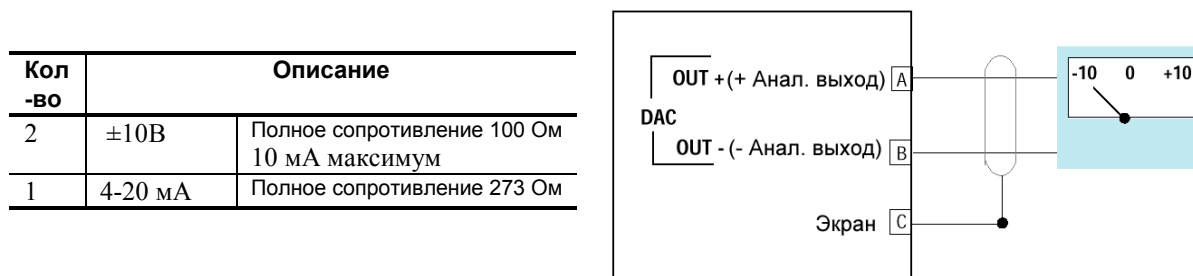 Кол
-во
Описание
2 ±10В Полное сопротивление 100 Ом
10 мА максимум
1 4-20 мА Полное сопротивление 273 Ом
OUT +(+ Анал. выход) A
DAC
OUT - (- Анал. выход) B
Экран C
-10 0 +10